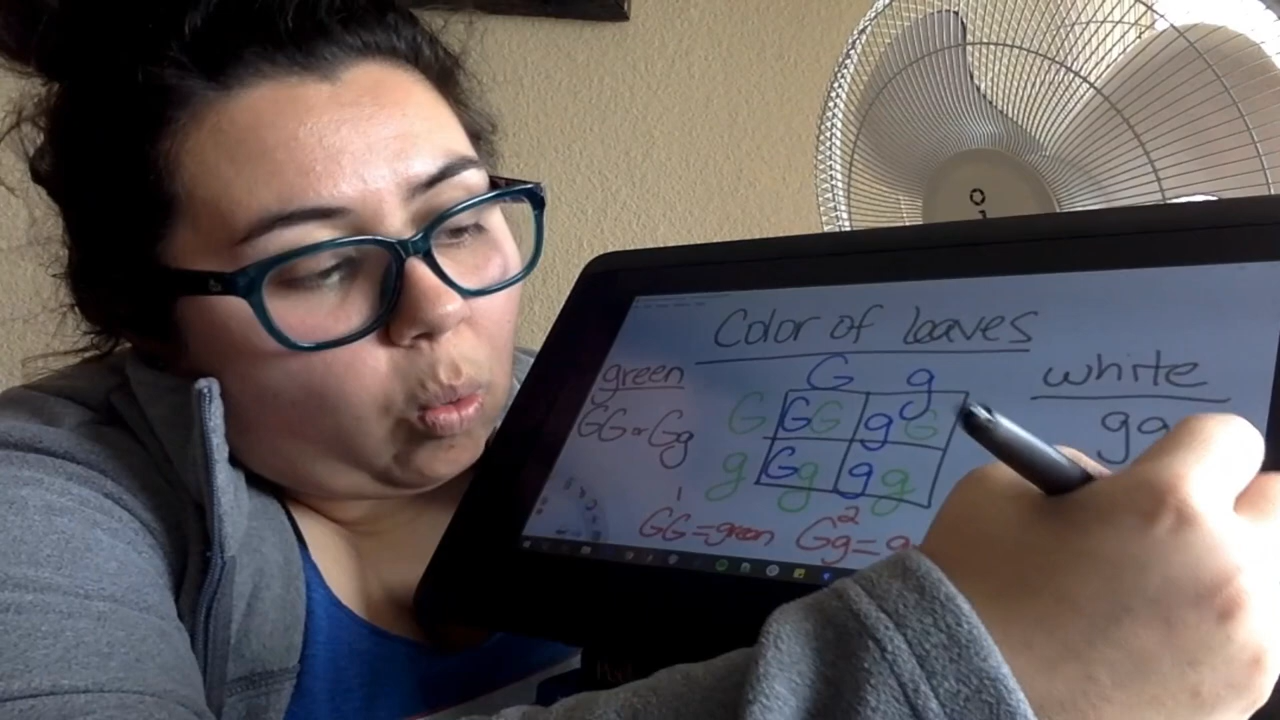 Color of leaves
green
white
G g
GG or Gg
G GG gG
gg
g Gg gg
1 2
GG = green Gg = g